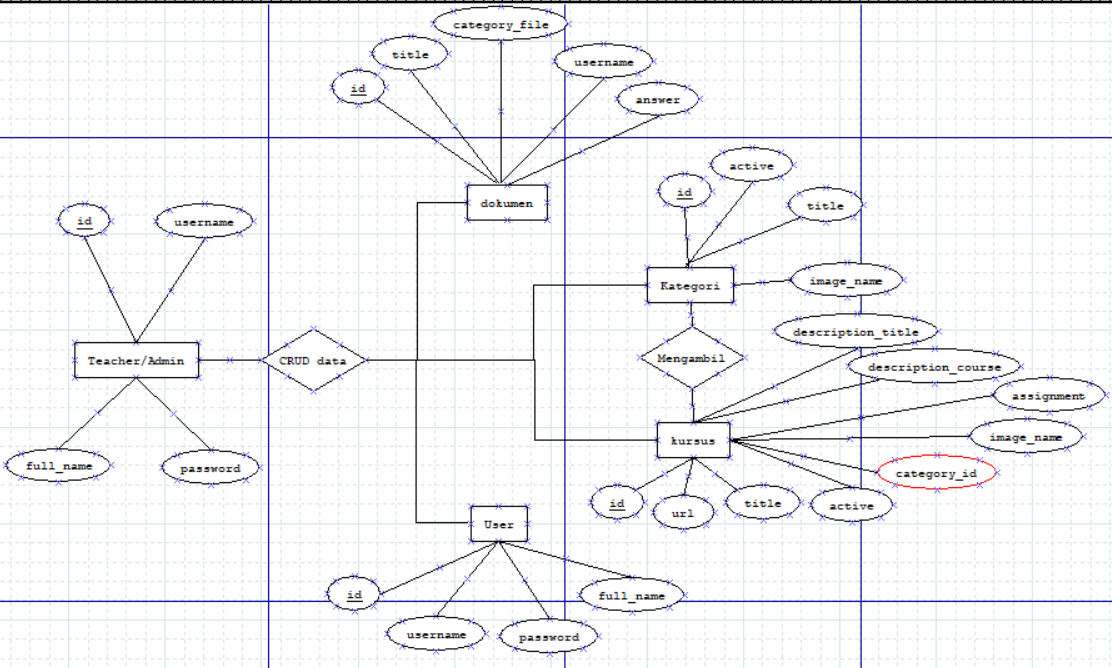 category_file
title
username
id
answer
dokumen
active
id
title
id
username
Kategori
image_name
description_title
Teacher/Admin
CRUD data
Mengambil
description_course
assignment
kursus
image_name
full_name
password
category_id
id
url
title
active
User
id
full_name
username
password